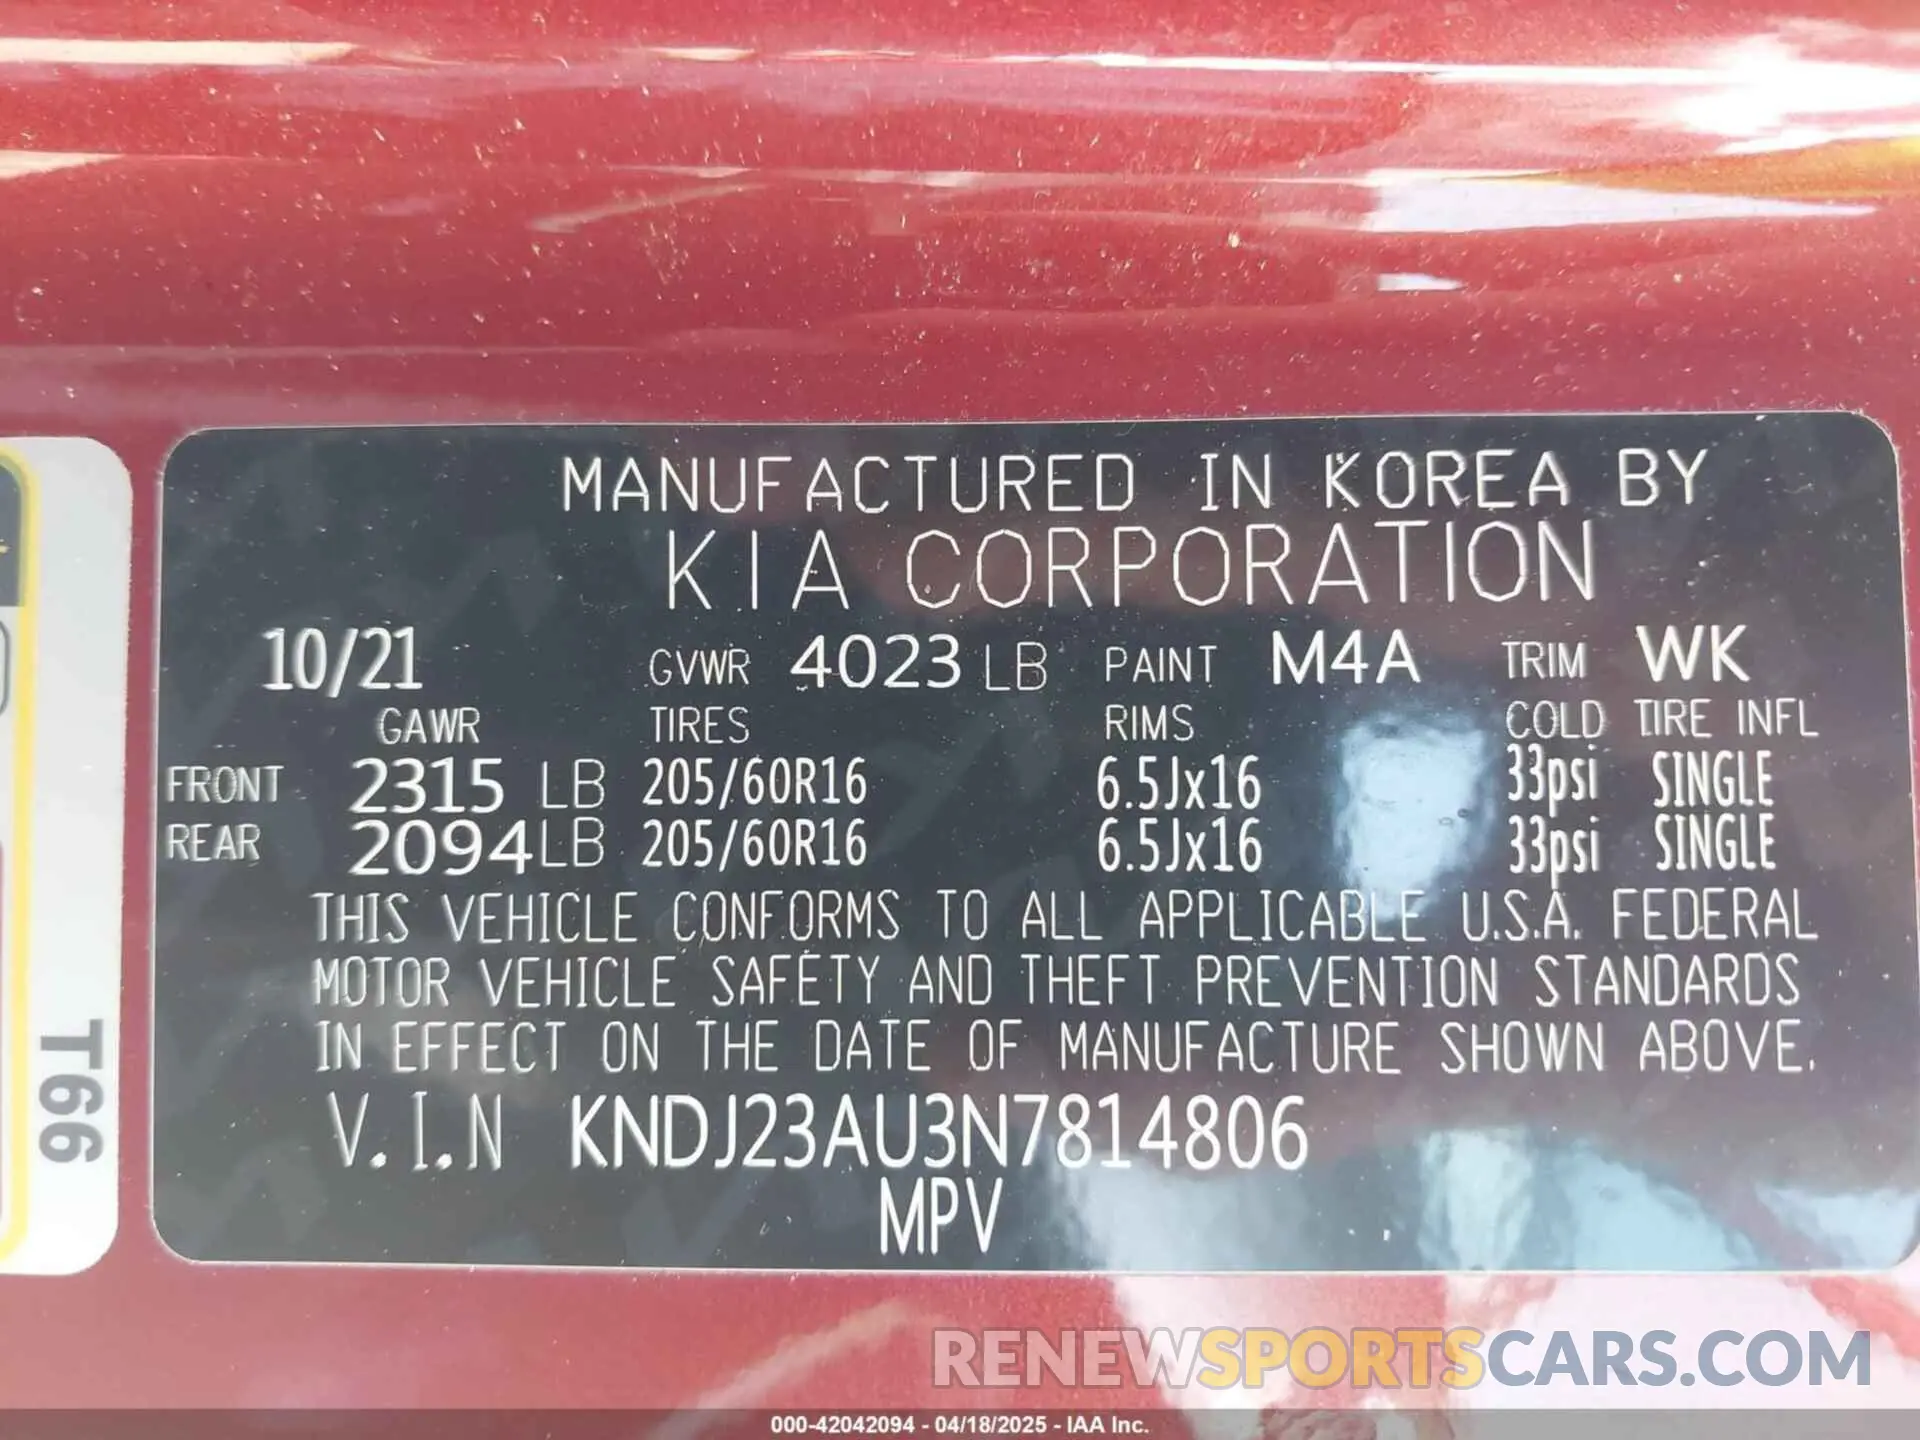 MANUFACTURED IN KOREA BY
KIA CORPORATION
10/21 GVWR 4023 LB PAINT M4A TRIM WK
GAWR TIRES RIMS COLD TIRE INFL
FRONT 2315 LB 205/60R16 6.5Jx16 33psi SINGLE
REAR 2094 LB 205/60R16 6.5Jx16 33psi SINGLE
THIS VEHICLE CONFORMS TO ALL APPLICABLE U.S.A. FEDERAL
MOTOR VEHICLE SAFETY AND THEFT PREVENTION STANDARDS
IN EFFECT ON THE DATE OF MANUFACTURE SHOWN ABOVE.
V.I.N KNDJ23AU3N7814806
MPV
T66
RENEWSPORTSCARS.COM
000-42042094 - 04/18/2025 - IAA Inc.